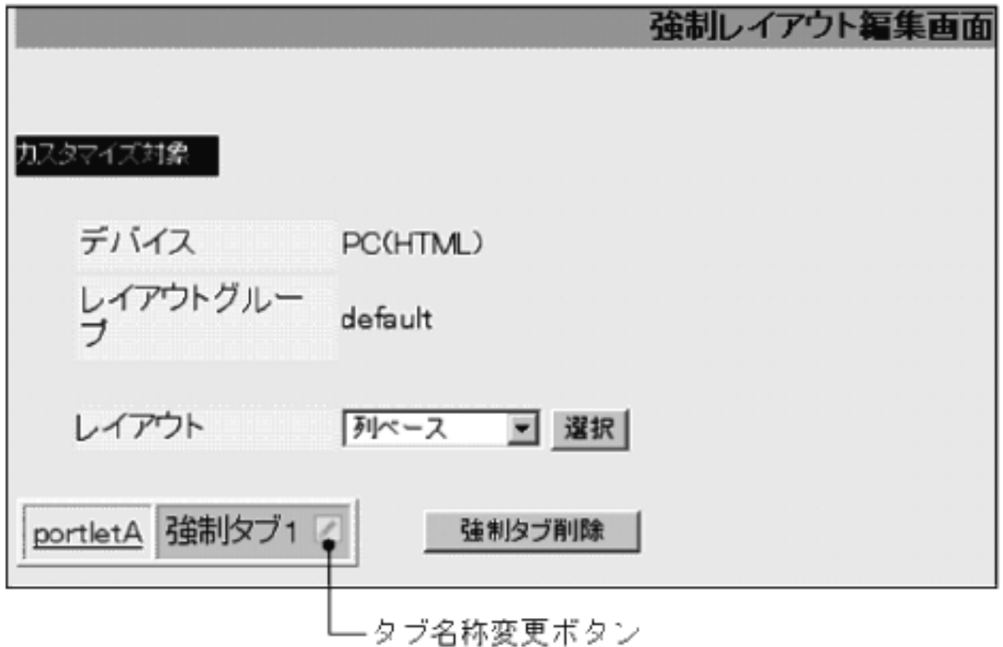 強制レイアウト編集画面
カスタマイズ対象
デバイス PC(HTML)
レイアウトグルー
プ
default
レイアウト 列ベース 選択
portletA 強制タブ1 強制タブ削除
タブ名称変更ボタン